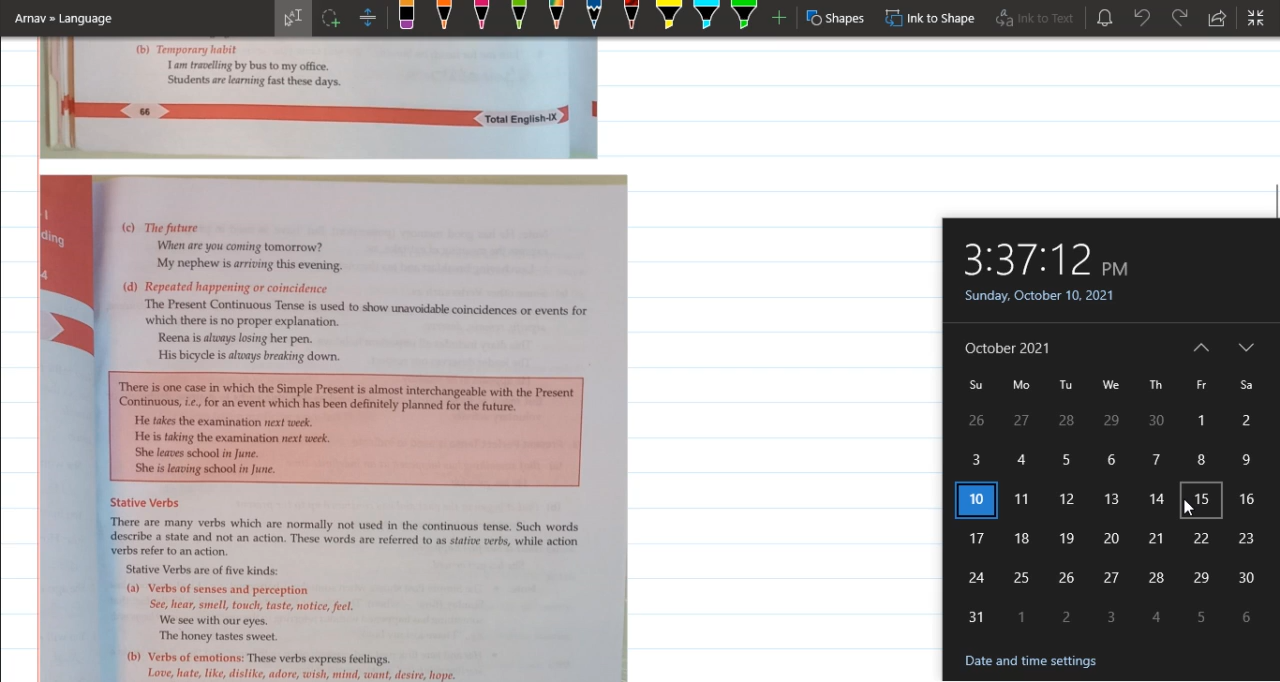 Arnav » Language
Shapes
Ink to Shape
Ink to Text
(b) Temporary habit
I am travelling by bus to my office.
Students are learning fast these days.
66
Total English-IX
1
ding
4
(c) The future
When are you coming tomorrow?
My nephew is arriving this evening.
(d) Repeated happening or coincidence
The Present Continuous Tense is used to show unavoidable coincidences or events for
which there is no proper explanation.
Reena is always losing her pen.
His bicycle is always breaking down.
There is one case in which the Simple Present is almost interchangeable with the Present
Continuous, i.e., for an event which has been definitely planned for the future.
He takes the examination next week.
He is taking the examination next week.
She leaves school in June.
She is leaving school in June.
Stative Verbs
There are many verbs which are normally not used in the continuous tense. Such words
describe a state and not an action. These words are referred to as stative verbs, while action
verbs refer to an action.
Stative Verbs are of five kinds:
(a) Verbs of senses and perception
See, hear, smell, touch, taste, notice, feel.
We see with our eyes.
The honey tastes sweet.
(b) Verbs of emotions: These verbs express feelings.
Love, hate, like, dislike, adore, wish, mind, want, desire, hope.
3:37:12 PM
Sunday, October 10, 2021
October 2021
Su Mo Tu We Th Fr Sa
26 27 28 29 30 1 2
3 4 5 6 7 8 9
10 11 12 13 14 15 16
17 18 19 20 21 22 23
24 25 26 27 28 29 30
31 1 2 3 4 5 6
Date and time settings